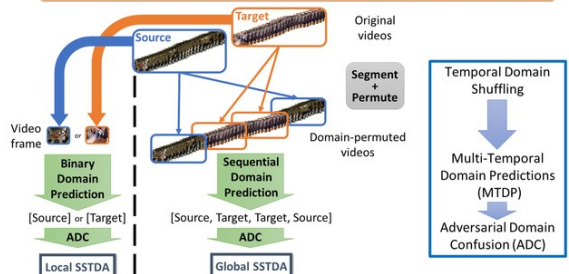 Source
Target
Original
videos
Segment
+
Permute
Domain-permuted
videos
Video
frame
or
Binary
Domain
Prediction
[Source] or [Target]
ADC
Local SSTDA
Sequential
Domain
Prediction
[Source, Target, Target, Source]
ADC
Global SSTDA
Temporal Domain
Shuffling
Multi-Temporal
Domain Predictions
(MTDP)
Adversarial Domain
Confusion (ADC)